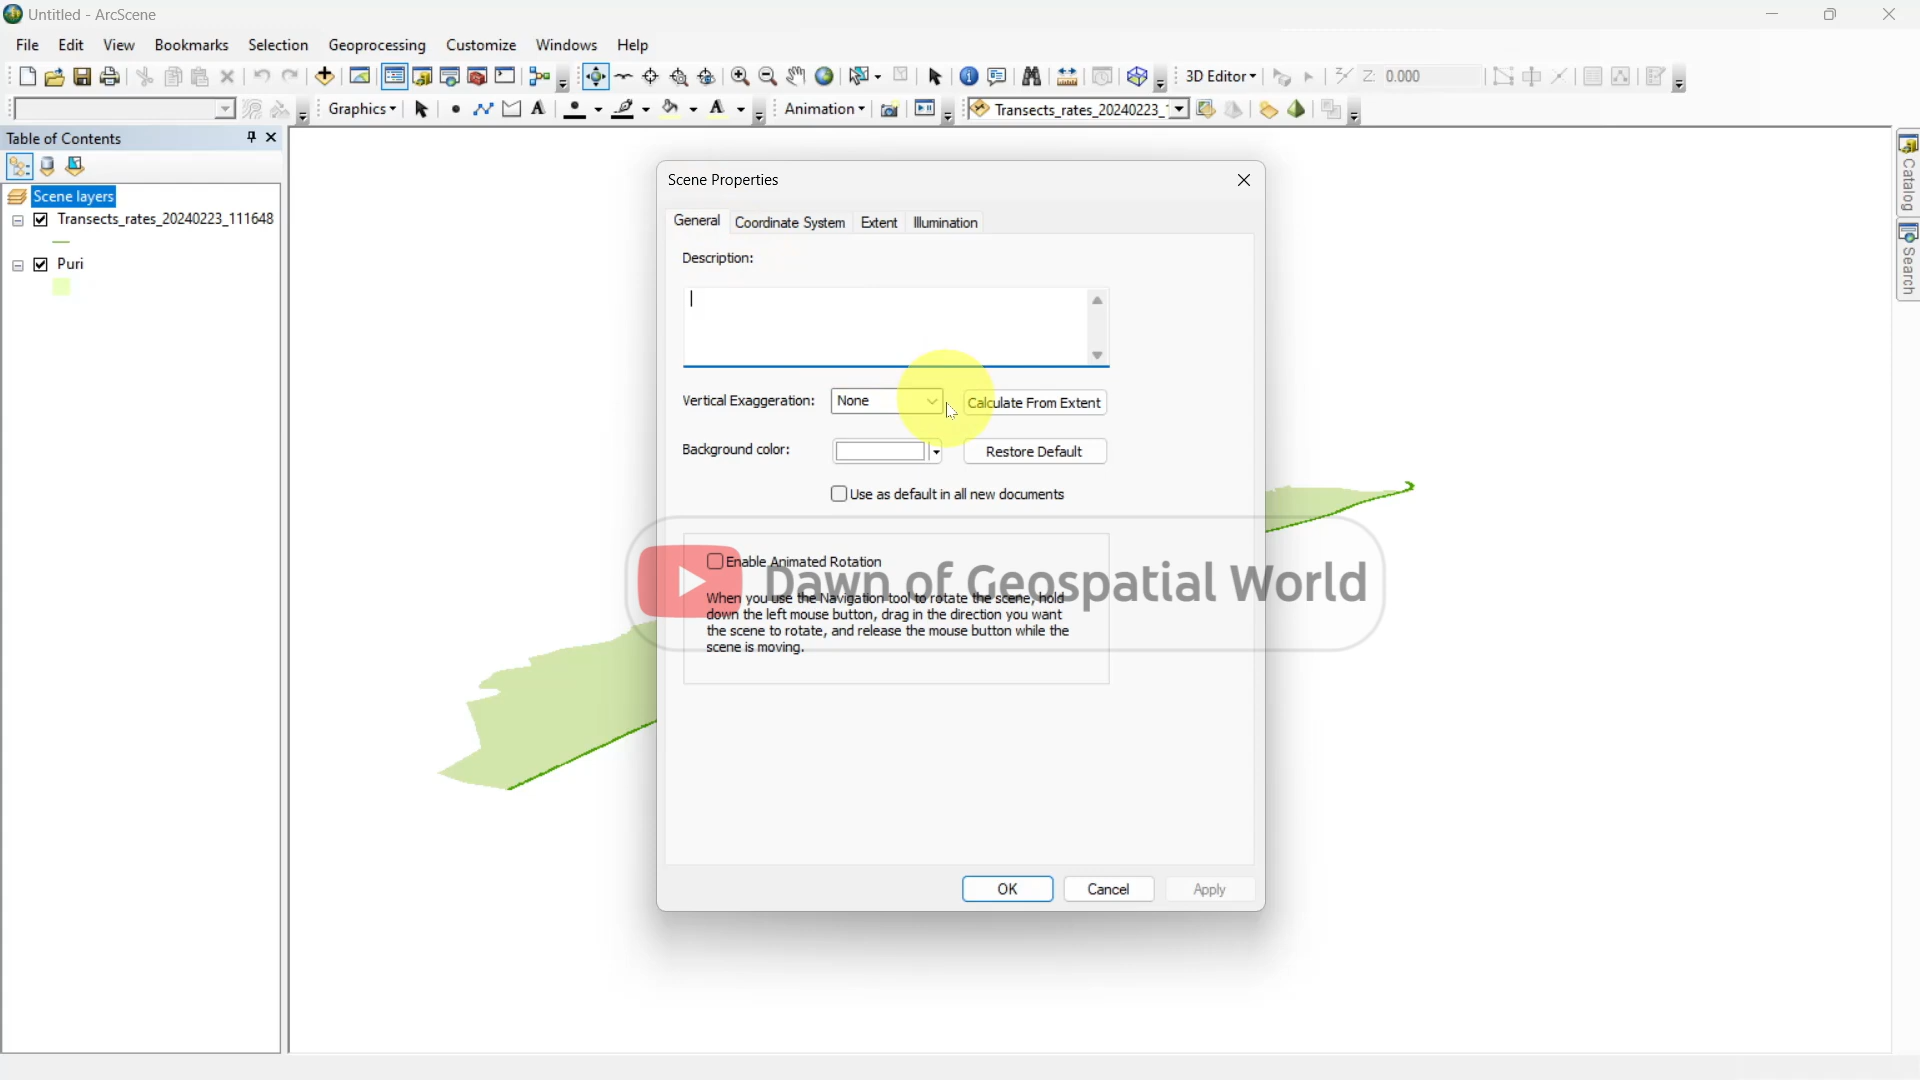 Untitled - ArcScene
File Edit View Bookmarks Selection Geoprocessing Customize Windows Help
3D Editor Z: 0.000
Graphics A A Animation Transects_rates_20240223_
Table of Contents
Scene layers
Transects_rates_20240223_111648
Puri
Scene Properties
General Coordinate System Extent Illumination
Description:
Vertical Exaggeration: None Calculate From Extent
Background color: Restore Default
Use as default in all new documents
Enable Animated Rotation
When you use the Navigation tool to rotate the scene, hold
down the left mouse button, drag in the direction you want
the scene to rotate, and release the mouse button while the
scene is moving.
Dawn of Geospatial World
OK Cancel Apply
Catalog
Search